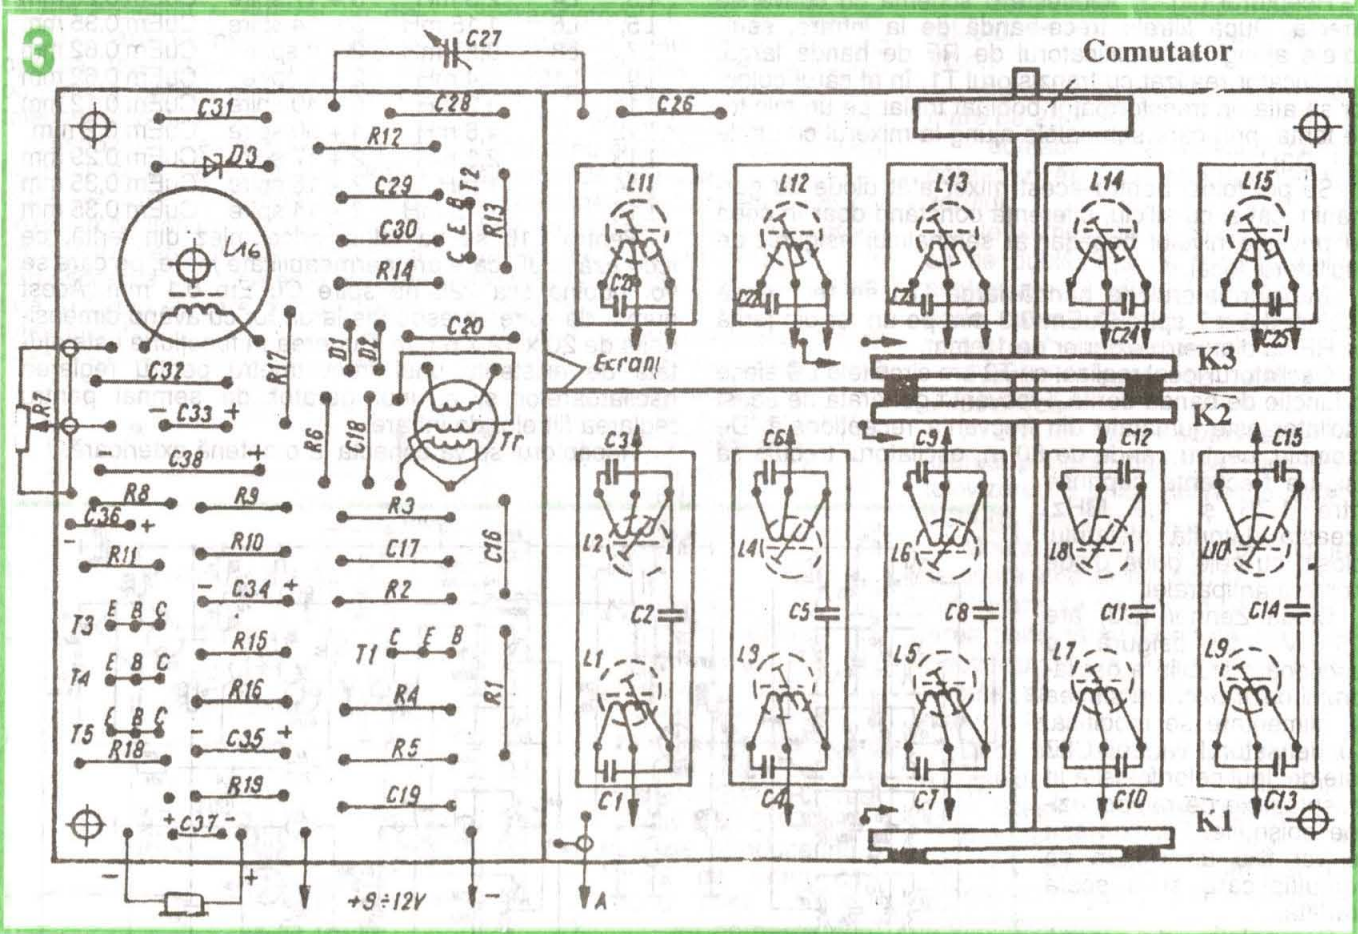 3
C27
Comutator
C31
C28
C26
R12
D3
T2
L11
L12
L13
L14
L15
C29
B
R13
C30
E
C
R14
C24
C25
D1
D2
C20
Ecrani
K3
C32
R17
K2
C33
- +
R6
C18
Tr
C3
C6
C9
C12
C15
C38
+
R8
R9
R3
C36
+
-
R10
C17
C16
L2
L4
L6
L8
L10
R11
C34
- +
R2
C2
C5
C8
C11
C14
T3
E B C
R15
T1
C E B
L1
L3
L5
L7
L9
T4
E B C
R16
R4
R1
T5
E B C
C35
- +
R18
R5
R19
C19
C1
C4
C7
C10
C13
K1
+ C37 -
- +
+9÷12V
-
A